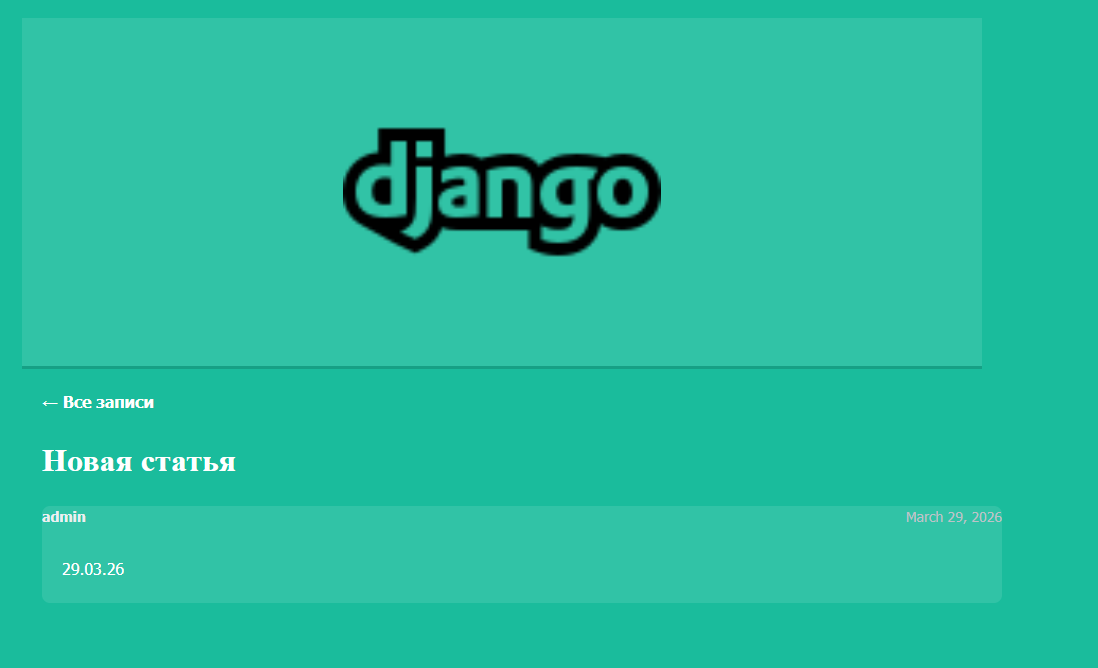 django
← Все записи
Новая статья
admin March 29, 2026
29.03.26